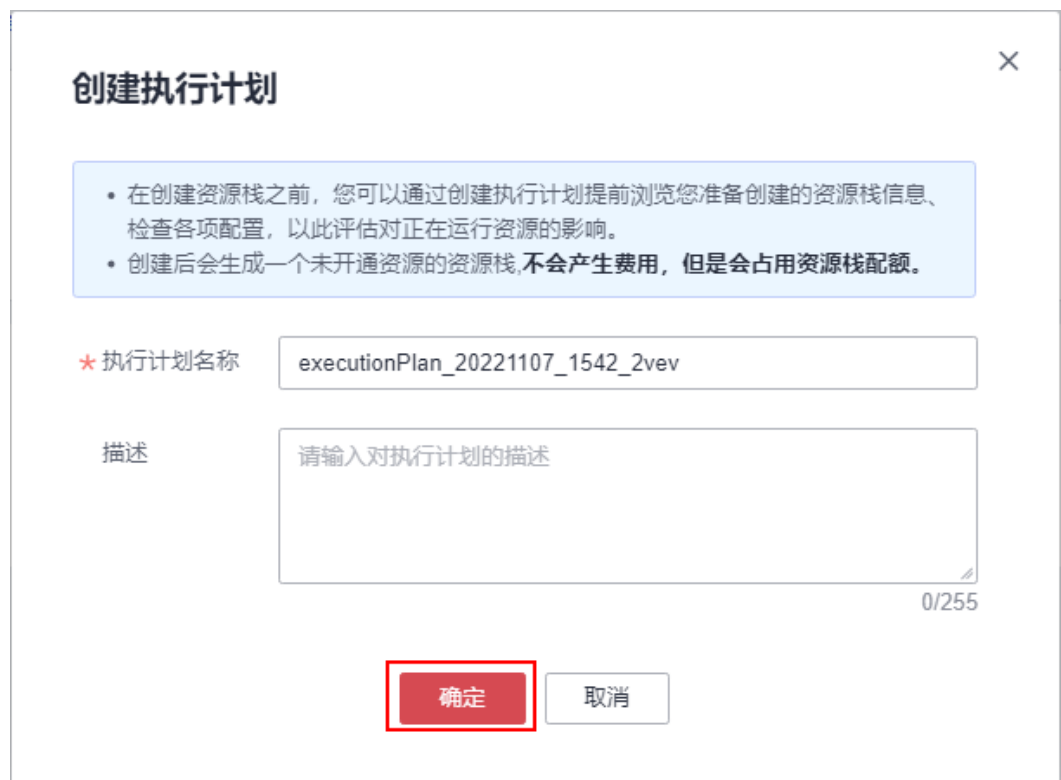 创建执行计划
• 在创建资源栈之前，您可以通过创建执行计划提前浏览您准备创建的资源栈信息、
检查各项配置，以此评估对正在运行资源的影响。
• 创建后会生成一个未开通资源的资源栈,不会产生费用，但是会占用资源栈配额。
* 执行计划名称
executionPlan_20221107_1542_2vev
描述
请输入对执行计划的描述
0/255
确定
取消